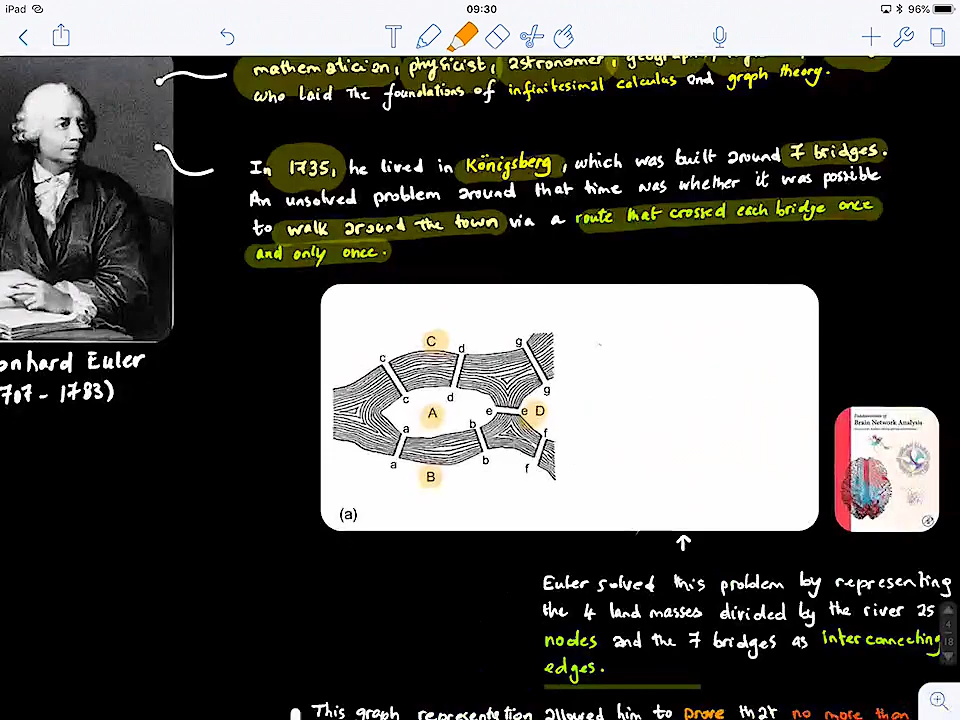 iPad
09:30
96%
mathematician, physicist, astronomer,
who laid the foundations of infinitesimal calculus and graph theory.
In 1735, he lived in Königsberg, which was built around 7 bridges.
An unsolved problem around that time was whether it was possible
to walk around the town via a route that crossed each bridge once
and only once.
onhard Euler
707 - 1783)
C
c
d
g
c
d
g
A
e
e
D
a
b
f
a
b
f
B
(a)
Fundamentals of
Brain Network Analysis
Euler solved this problem by representing
the 4 land masses divided by the river as
nodes and the 7 bridges as interconnecting
edges.
4
18
This graph representation allowed him to prove that no more than